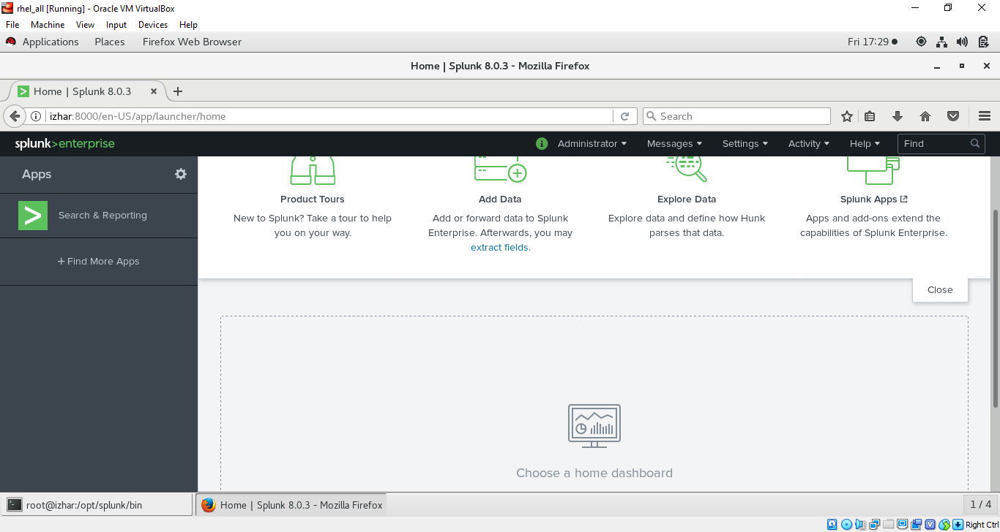 rhel_all [Running] - Oracle VM VirtualBox
File Machine View Input Devices Help
Applications Places Firefox Web Browser Fri 17:29
Home | Splunk 8.0.3 - Mozilla Firefox
Home | Splunk 8.0.3
izhar:8000/en-US/app/launcher/home Search
splunk>enterprise Administrator Messages Settings Activity Help Find
Apps
Search & Reporting
+ Find More Apps
Product Tours
New to Splunk? Take a tour to help
you on your way.
Add Data
Add or forward data to Splunk
Enterprise. Afterwards, you may
extract fields.
Explore Data
Explore data and define how Hunk
parses that data.
Splunk Apps
Apps and add-ons extend the
capabilities of Splunk Enterprise.
Close
Choose a home dashboard
root@izhar:/opt/splunk/bin Home | Splunk 8.0.3 - Mozilla Firefox 1 / 4
Right Ctrl